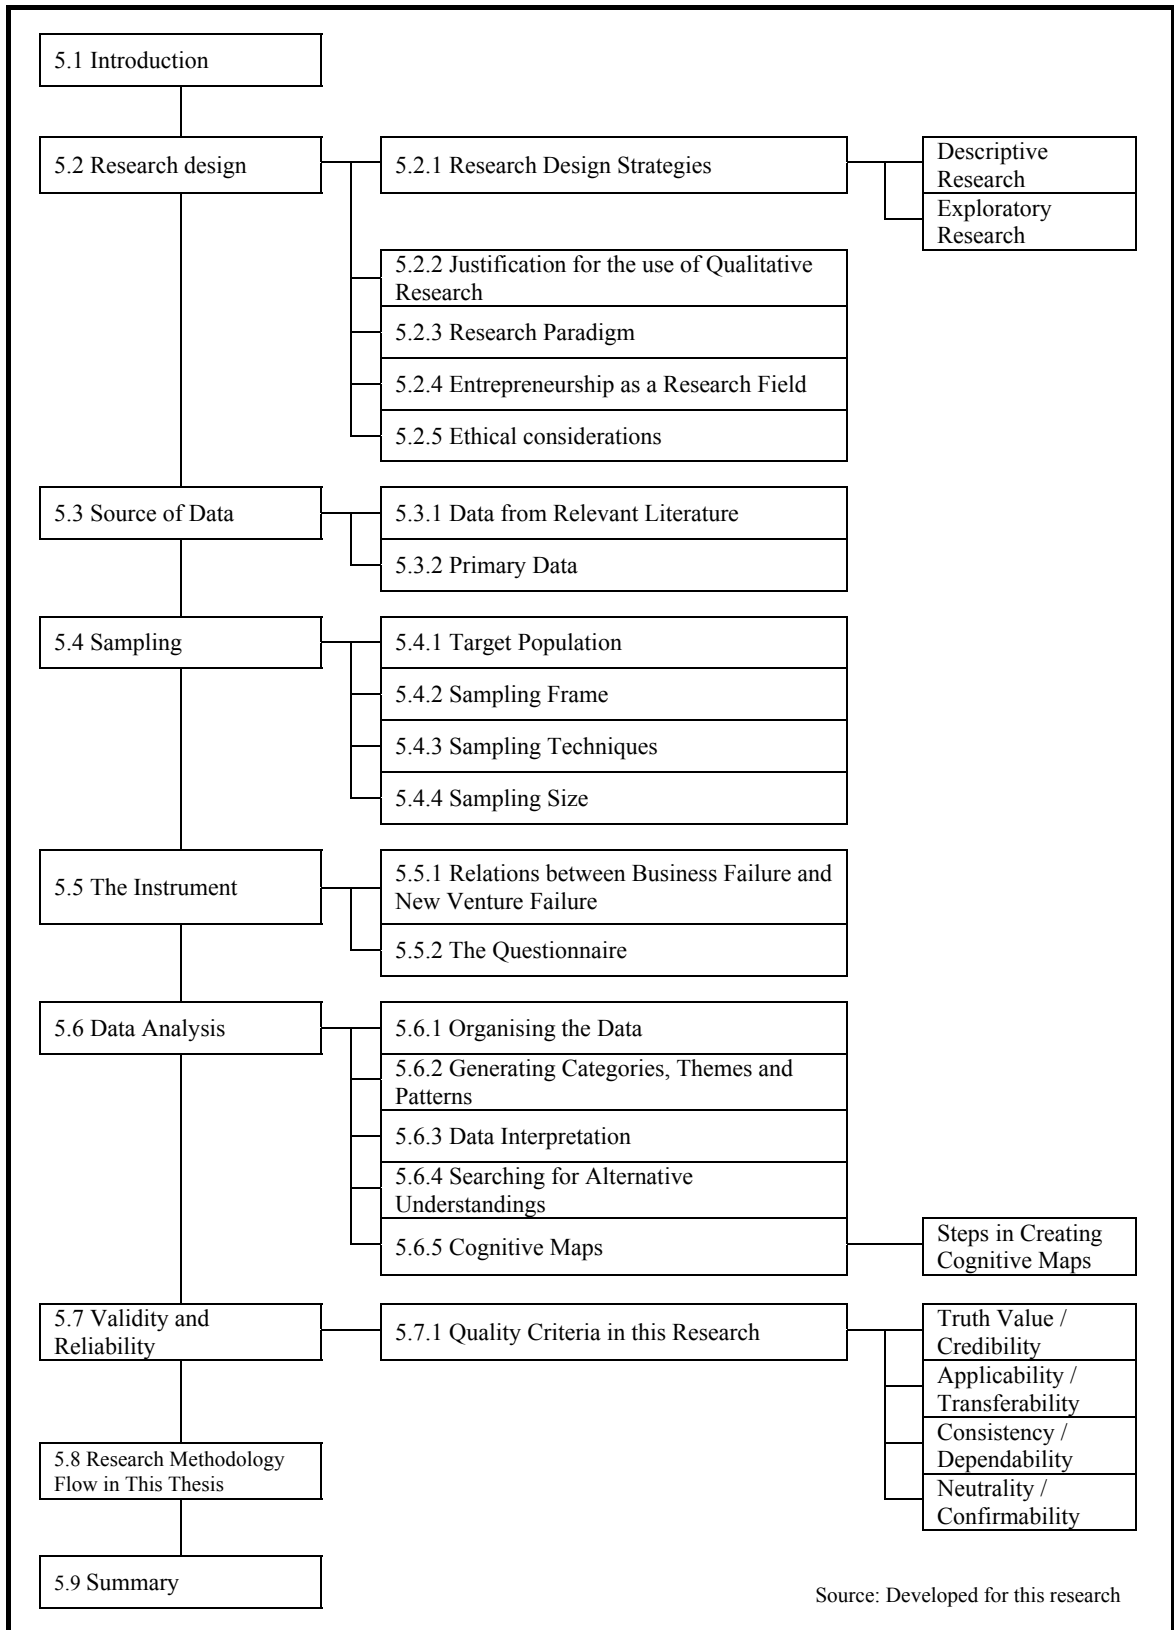 5.1 Introduction
5.2 Research design
5.2.1 Research Design Strategies
Descriptive
Research
Exploratory
Research
5.2.2 Justification for the use of Qualitative
Research
5.2.3 Research Paradigm
5.2.4 Entrepreneurship as a Research Field
5.2.5 Ethical considerations
5.3 Source of Data
5.3.1 Data from Relevant Literature
5.3.2 Primary Data
5.4 Sampling
5.4.1 Target Population
5.4.2 Sampling Frame
5.4.3 Sampling Techniques
5.4.4 Sampling Size
5.5 The Instrument
5.5.1 Relations between Business Failure and
New Venture Failure
5.5.2 The Questionnaire
5.6 Data Analysis
5.6.1 Organising the Data
5.6.2 Generating Categories, Themes and
Patterns
5.6.3 Data Interpretation
5.6.4 Searching for Alternative
Understandings
5.6.5 Cognitive Maps
Steps in Creating
Cognitive Maps
5.7 Validity and
Reliability
5.7.1 Quality Criteria in this Research
Truth Value /
Credibility
Applicability /
Transferability
Consistency /
Dependability
Neutrality /
Confirmability
5.8 Research Methodology
Flow in This Thesis
5.9 Summary
Source: Developed for this research